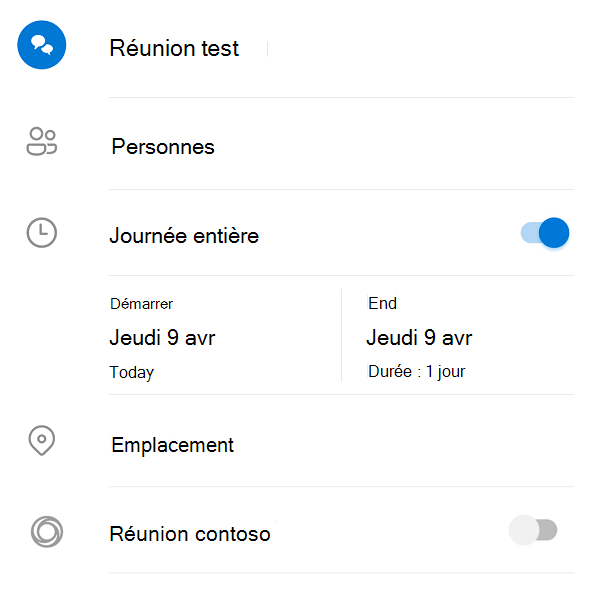 Réunion test
Personnes
Journée entière
Démarrer
Jeudi 9 avr
Today
End
Jeudi 9 avr
Durée : 1 jour
Emplacement
Réunion contoso